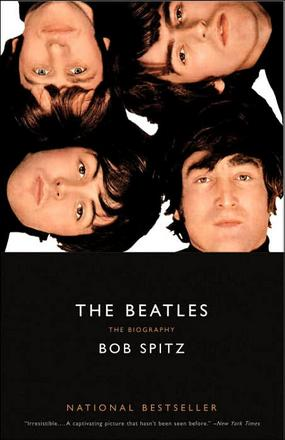 THE BEATLES
THE BIOGRAPHY
BOB SPITZ
NATIONAL BESTSELLER
"Irresistible.... A captivating picture that hasn't been seen before." –New York Times